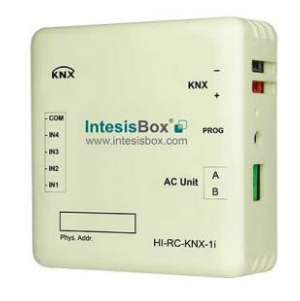 KNX
−
KNX
+
COM
IN4
IN3
IN2
IN1
IntesisBox®
www.intesisbox.com
PROG
AC Unit
A
B
Phys. Addr.
HI-RC-KNX-1i